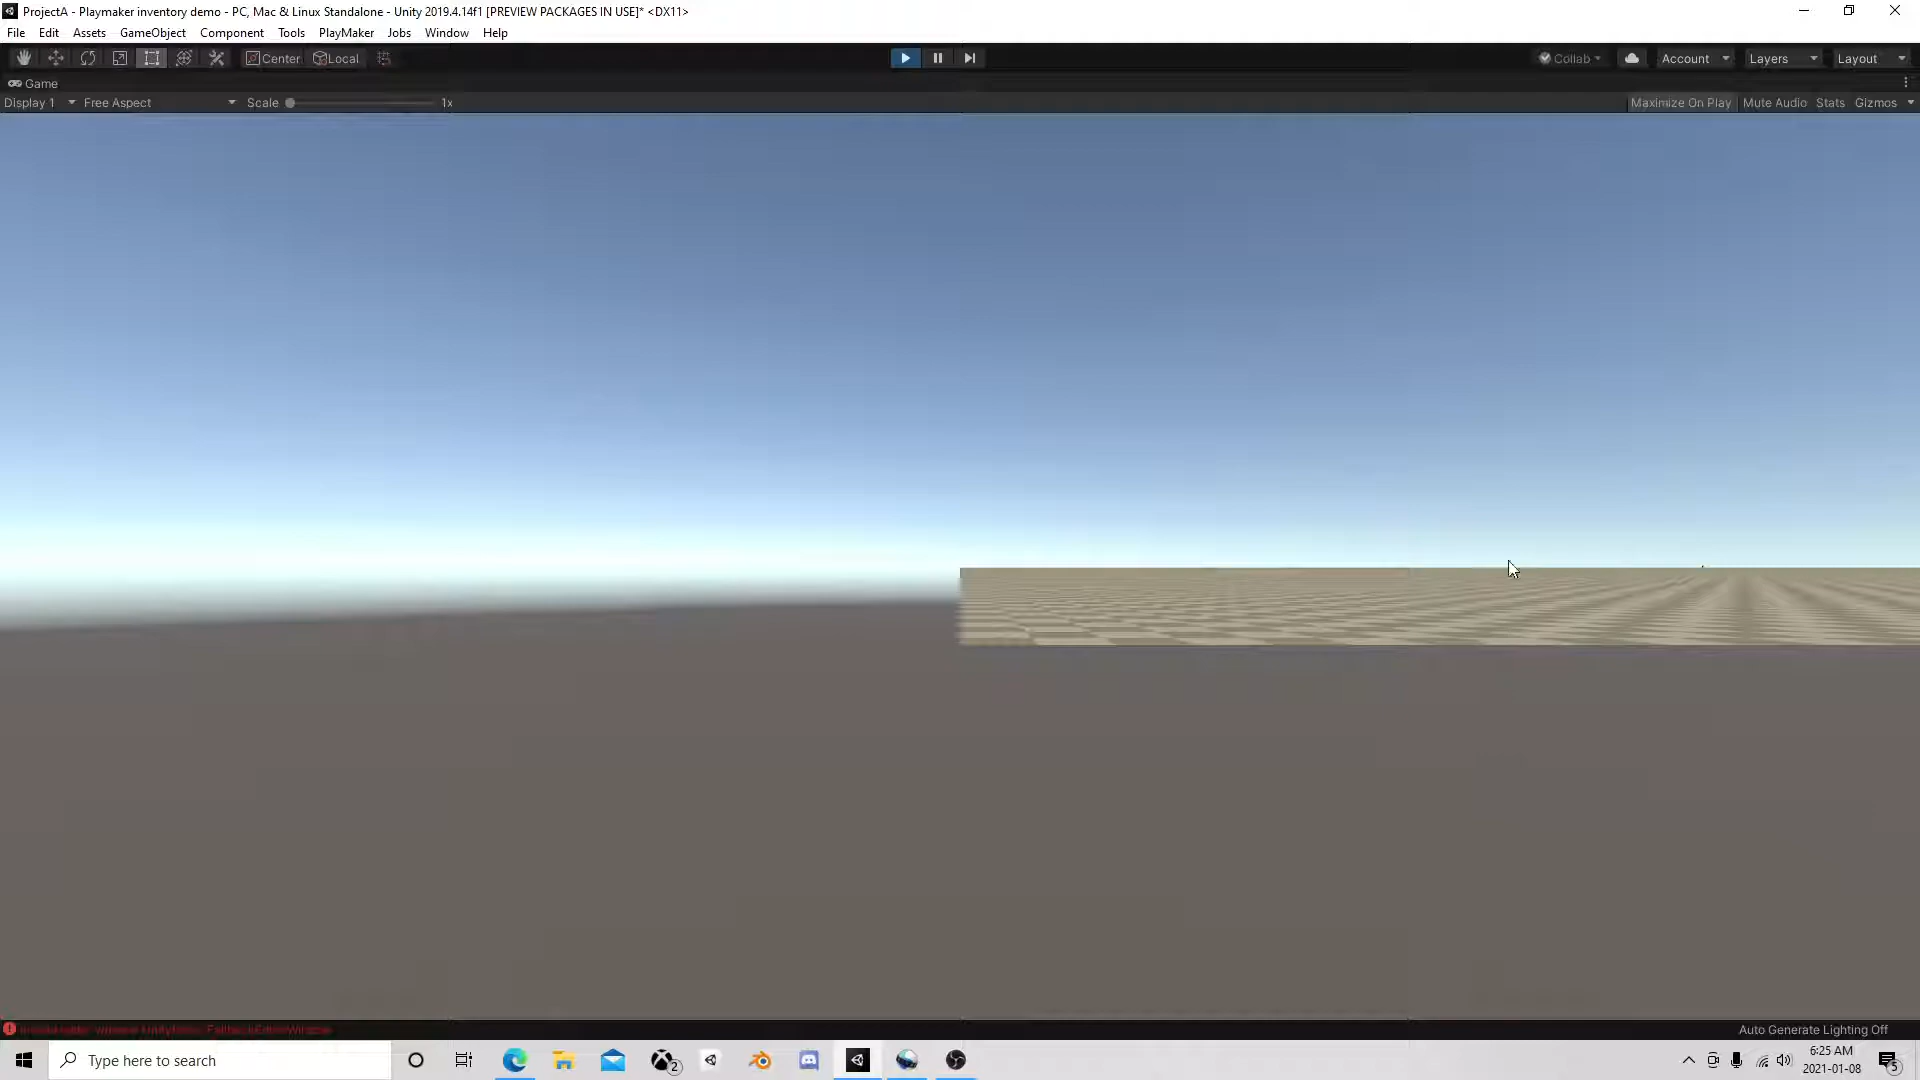 ProjectA - Playmaker inventory demo - PC, Mac & Linux Standalone - Unity 2019.4.14f1 [PREVIEW PACKAGES IN USE]* <DX11>
File Edit Assets GameObject Component Tools PlayMaker Jobs Window Help
Center Local Collab Account Layers Layout
Game
Display 1 Free Aspect Scale 1x Maximize On Play Mute Audio Stats Gizmos
Auto Generate Lighting Off
Type here to search
2
6:25 AM
2021-01-08
5